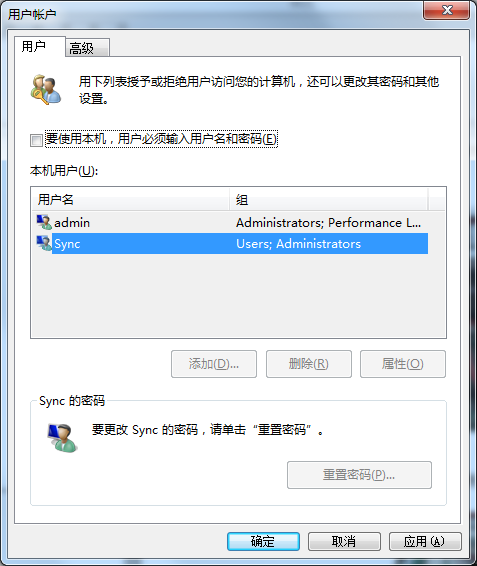 用户帐户
用户 高级
用下列表授予或拒绝用户访问您的计算机，还可以更改其密码和其他
设置。
要使用本机，用户必须输入用户名和密码(E)
本机用户(U):
用户名 组
admin Administrators; Performance L...
Sync Users; Administrators
添加(D)... 删除(R) 属性(O)
Sync 的密码
要更改 Sync 的密码，请单击“重置密码”。
重置密码(P)...
确定 取消 应用(A)